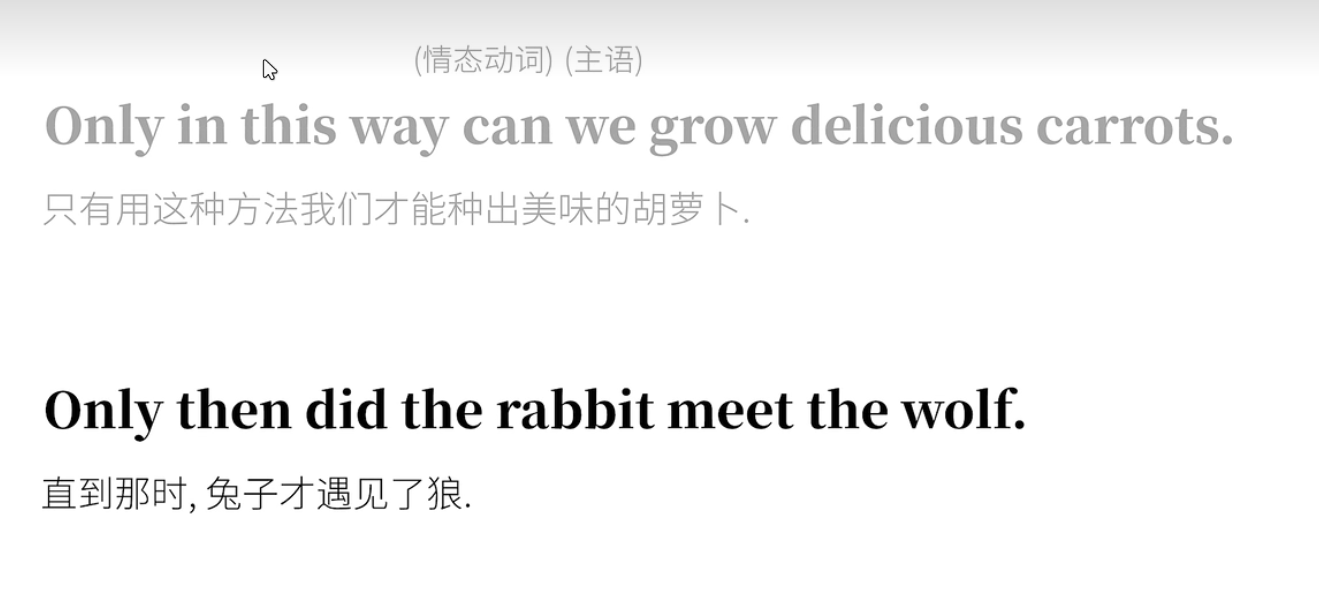 (情态动词) (主语)
Only in this way can we grow delicious carrots.
只有用这种方法我们才能种出美味的胡萝卜.
Only then did the rabbit meet the wolf.
直到那时, 兔子才遇见了狼.